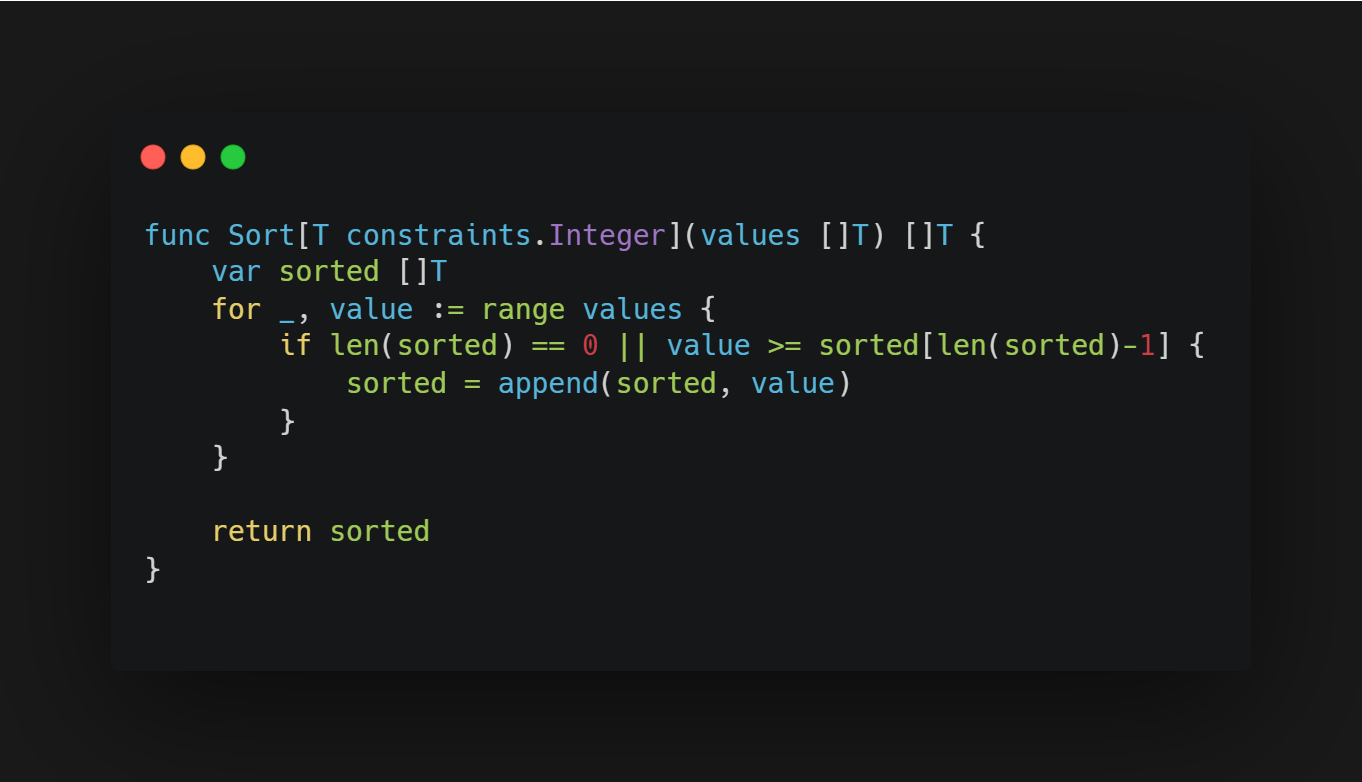 func Sort[T constraints.Integer](values []T) []T {
    var sorted []T
    for _, value := range values {
        if len(sorted) == 0 || value >= sorted[len(sorted)-1] {
            sorted = append(sorted, value)
        }
    }

    return sorted
}